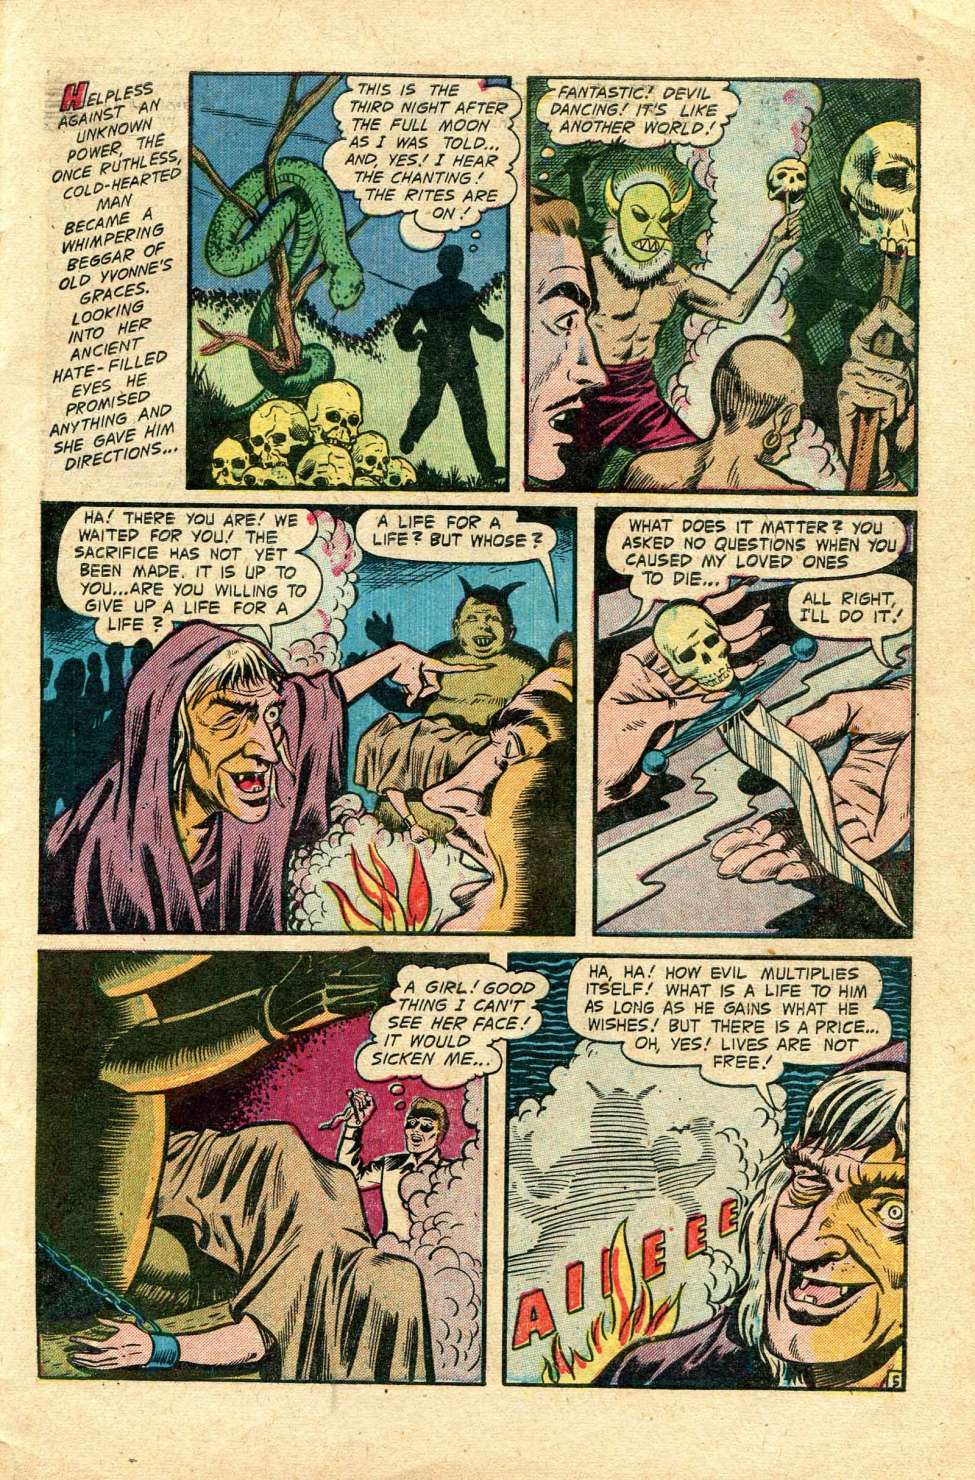 HELPLESS
AGAINST AN
UNKNOWN
POWER, THE
ONCE RUTHLESS,
COLD-HEARTED
MAN
BECAME A
WHIMPERING
BEGGAR OF
OLD YVONNE'S
GRACES.
LOOKING
INTO HER
ANCIENT
HATE-FILLED
EYES HE
PROMISED
ANYTHING AND
SHE GAVE HIM
DIRECTIONS...
THIS IS THE
THIRD NIGHT AFTER
THE FULL MOON
AS I WAS TOLD...
AND, YES! I HEAR
THE CHANTING!
THE RITES ARE
ON!
FANTASTIC! DEVIL
DANCING! IT'S LIKE
ANOTHER WORLD!
HA! THERE YOU ARE! WE
WAITED FOR YOU! THE
SACRIFICE HAS NOT YET
BEEN MADE. IT IS UP TO
YOU...ARE YOU WILLING TO
GIVE UP A LIFE FOR A
LIFE?
A LIFE FOR A
LIFE? BUT WHOSE?
WHAT DOES IT MATTER? YOU
ASKED NO QUESTIONS WHEN YOU
CAUSED MY LOVED ONES
TO DIE...
ALL RIGHT,
I'LL DO IT!
A GIRL! GOOD
THING I CAN'T
SEE HER FACE!
IT WOULD
SICKEN ME...
HA, HA! HOW EVIL MULTIPLIES
ITSELF! WHAT IS A LIFE TO HIM
AS LONG AS HE GAINS WHAT HE
WISHES! BUT THERE IS A PRICE...
OH, YES! LIVES ARE NOT
FREE!
AIIEEE
5